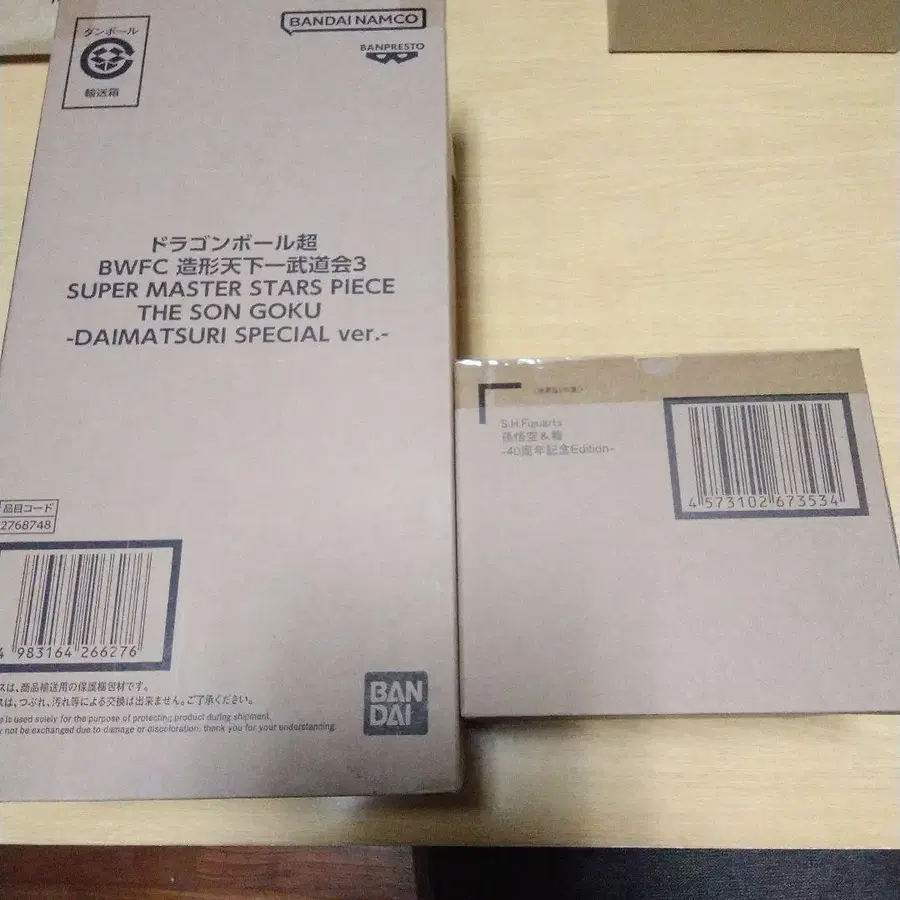 ダンボール
輸送箱
BANDAI NAMCO
BANPRESTO
ドラゴンボール超
BWFC 造形天下一武道会3
SUPER MASTER STARS PIECE
THE SON GOKU
-DAIMATSURI SPECIAL ver.-
品目コード
2768748
4 983164 266276
スは、商品輸送用の保護梱包材です。
スは、つぶれ、汚れ等による交換は出来ません。ご了承ください。
is used solely for the purpose of protecting product during shipment.
not be exchanged due to damage or discoloration. thank you for your understanding.
BAN
DAI
S.H.Figuarts
孫悟空&輪
-40周年記念Edition-
4 573102 673534